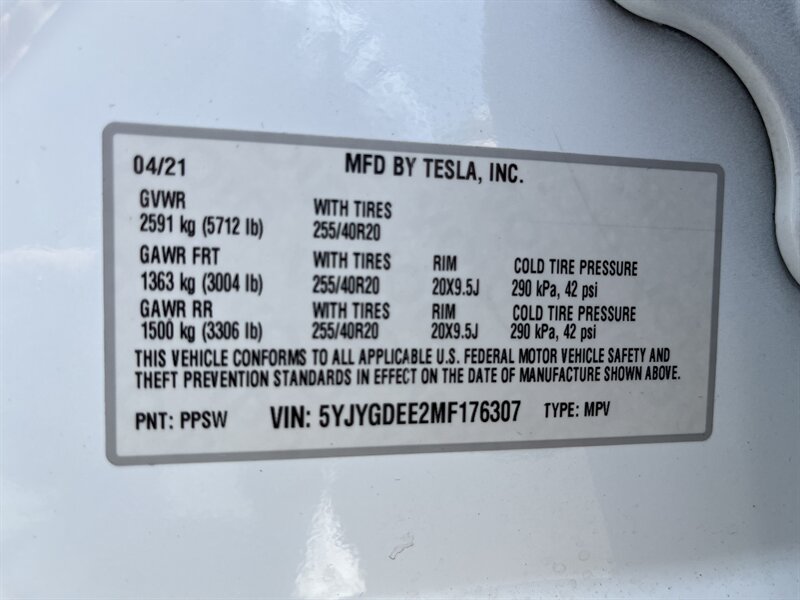 04/21 MFD BY TESLA, INC.
GVWR
2591 kg (5712 lb) WITH TIRES 255/40R20
GAWR FRT WITH TIRES RIM COLD TIRE PRESSURE
1363 kg (3004 lb) 255/40R20 20X9.5J 290 kPa, 42 psi
GAWR RR WITH TIRES RIM COLD TIRE PRESSURE
1500 kg (3306 lb) 255/40R20 20X9.5J 290 kPa, 42 psi
THIS VEHICLE CONFORMS TO ALL APPLICABLE U.S. FEDERAL MOTOR VEHICLE SAFETY AND
THEFT PREVENTION STANDARDS IN EFFECT ON THE DATE OF MANUFACTURE SHOWN ABOVE.
PNT: PPSW VIN: 5YJYGDEE2MF176307 TYPE: MPV